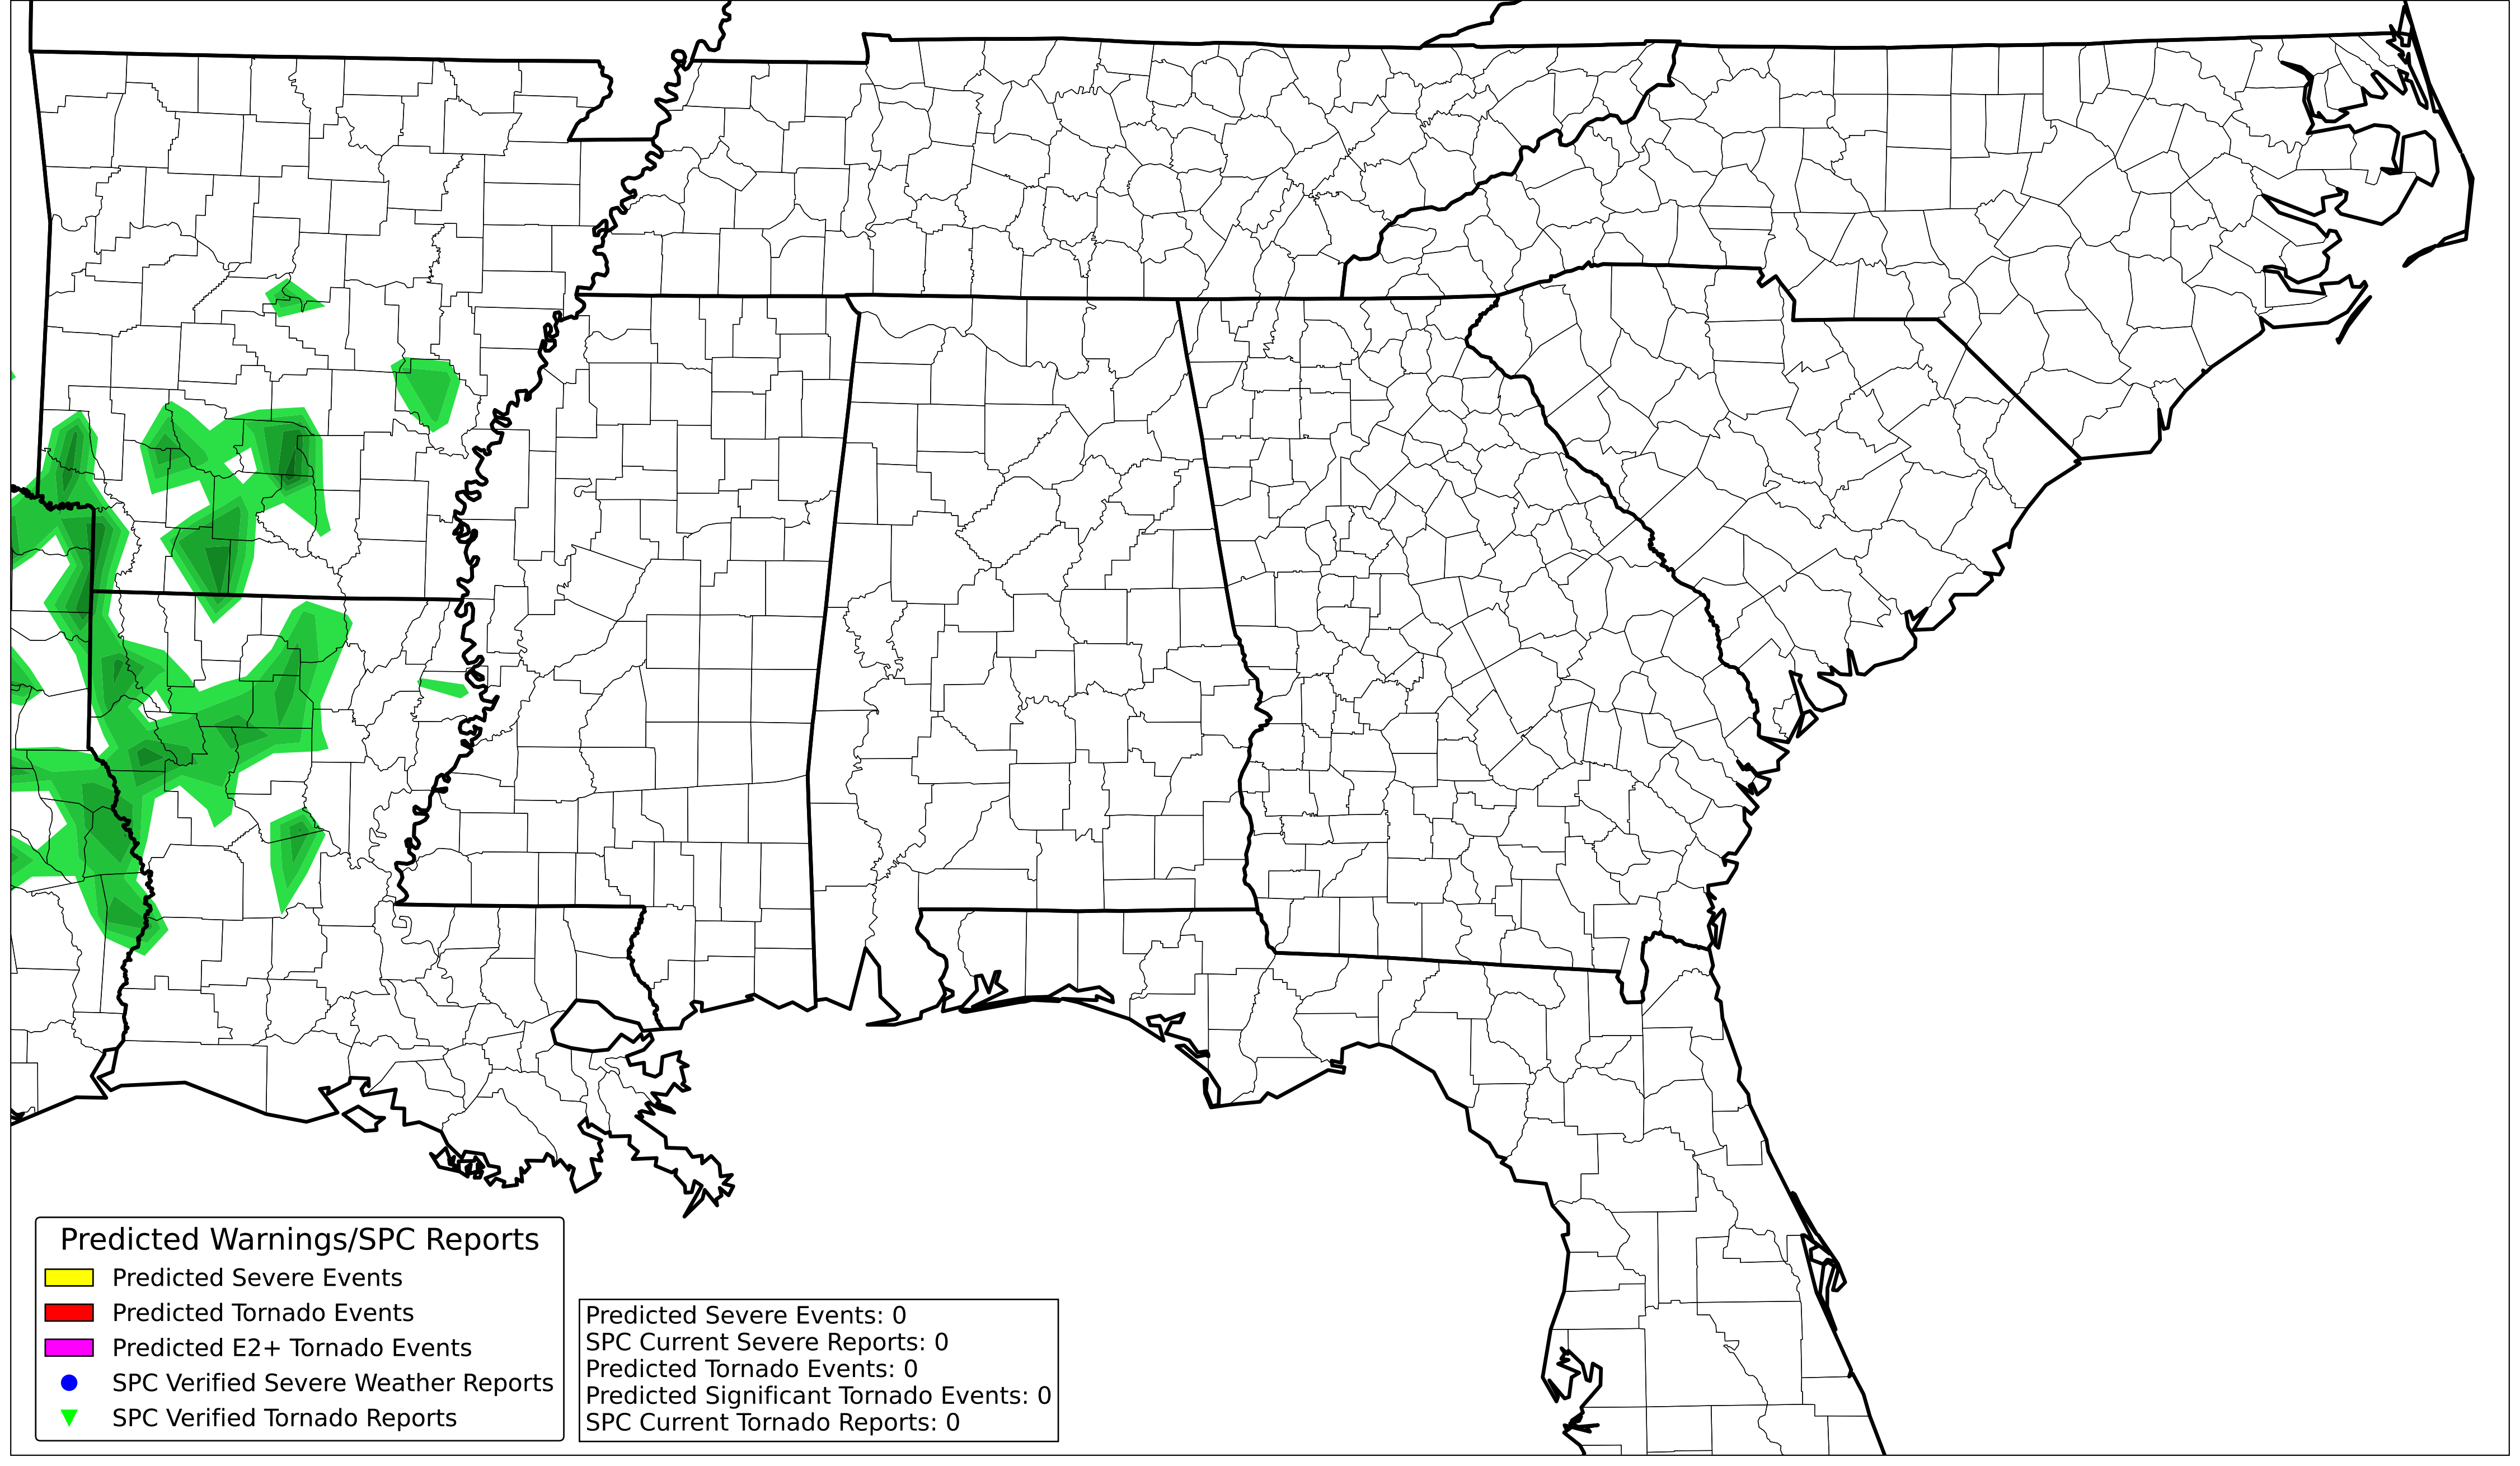 Predicted Warnings/SPC Reports
Predicted Severe Events
Predicted Tornado Events
Predicted E2+ Tornado Events
SPC Verified Severe Weather Reports
SPC Verified Tornado Reports
Predicted Severe Events: 0
SPC Current Severe Reports: 0
Predicted Tornado Events: 0
Predicted Significant Tornado Events: 0
SPC Current Tornado Reports: 0